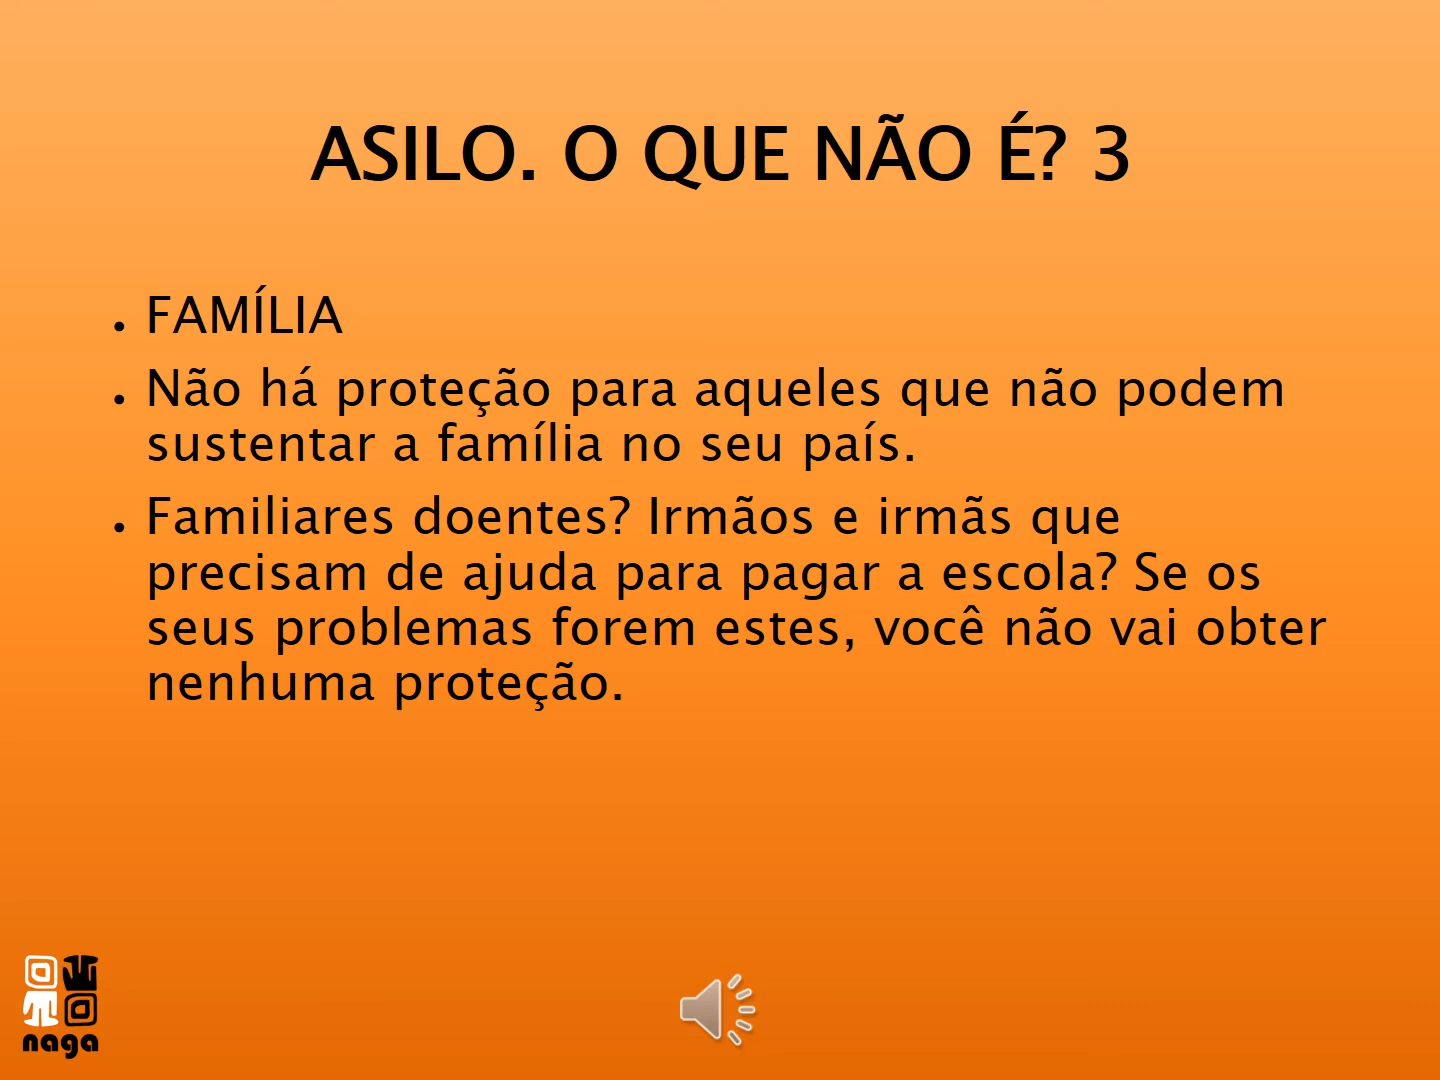 ASILO. O QUE NÃO É? 3
FAMÍLIA
Não há proteção para aqueles que não podem
sustentar a família no seu país.
Familiares doentes? Irmãos e irmãs que
precisam de ajuda para pagar a escola? Se os
seus problemas forem estes, você não vai obter
nenhuma proteção.
naga